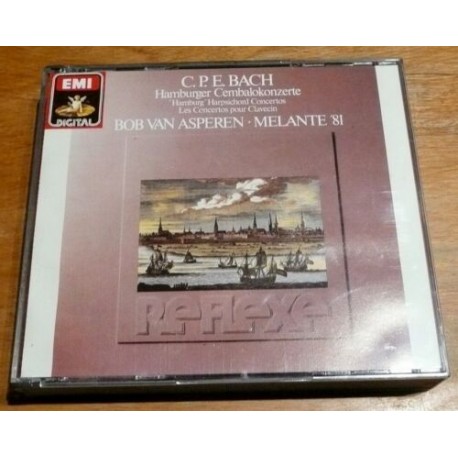 EMI
DIGITAL
C.P.E. BACH
Hamburger Cembalokonzerte
'Hamburg' Harpsichord Concertos
Les Concertos pour Clavecin
BOB VAN ASPEREN · MELANTE '81
REFLEXE